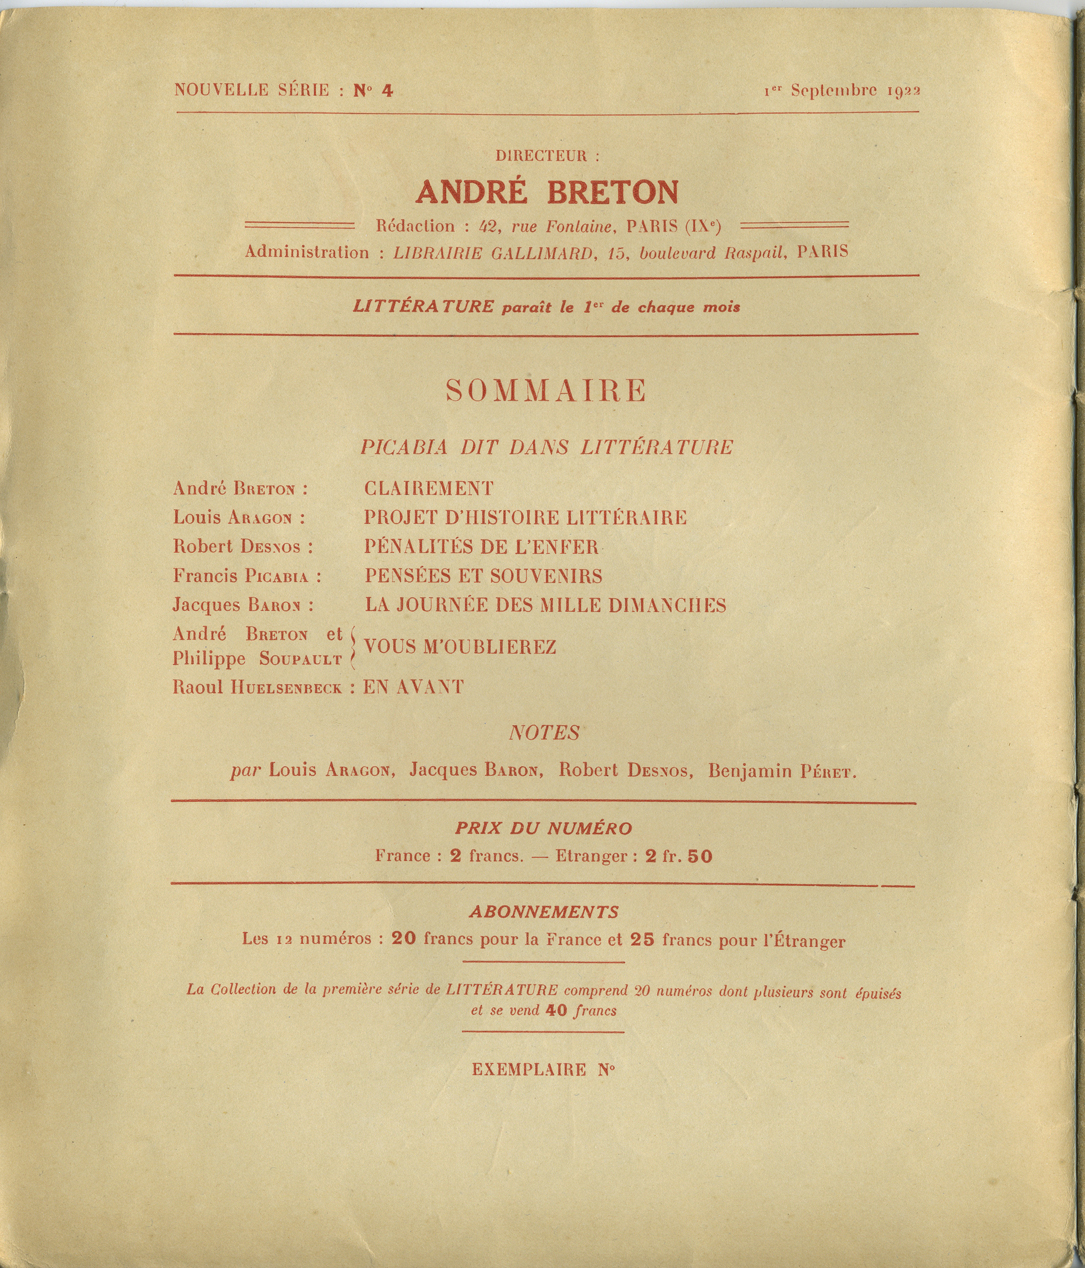 NOUVELLE SÉRIE : Nº 4
1er Septembre 1922
DIRECTEUR :
ANDRÉ BRETON
Rédaction : 42, rue Fontaine, PARIS (IXe)
Administration : LIBRAIRIE GALLIMARD, 15, boulevard Raspail, PARIS
LITTÉRATURE paraît le 1er de chaque mois
SOMMAIRE
PICABIA DIT DANS LITTÉRATURE
André BRETON : CLAIREMENT
Louis ARAGON : PROJET D'HISTOIRE LITTÉRAIRE
Robert DESNOS : PÉNALITÉS DE L'ENFER
Francis PICABIA : PENSÉES ET SOUVENIRS
Jacques BARON : LA JOURNÉE DES MILLE DIMANCHES
André BRETON et
Philippe SOUPAULT
VOUS M'OUBLIEREZ
Raoul HUELSENBECK : EN AVANT
NOTES
par Louis ARAGON, Jacques BARON, Robert DESNOS, Benjamin PÉRET.
PRIX DU NUMÉRO
France : 2 francs. — Etranger : 2 fr. 50
ABONNEMENTS
Les 12 numéros : 20 francs pour la France et 25 francs pour l'Étranger
La Collection de la première série de LITTÉRATURE comprend 20 numéros dont plusieurs sont épuisés
et se vend 40 francs
EXEMPLAIRE Nº